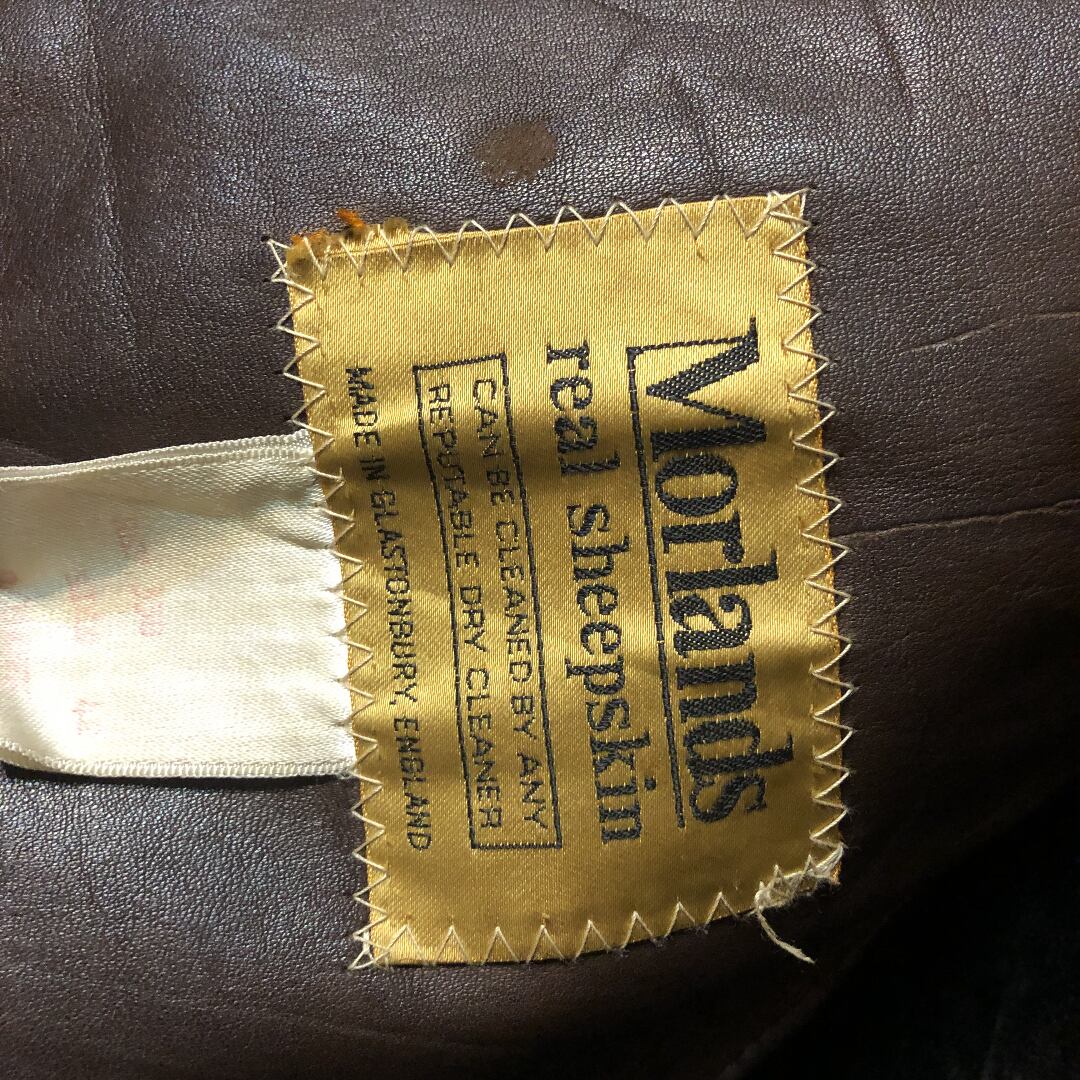 Morlands
real sheepskin
CAN BE CLEANED BY ANY
REPUTABLE DRY CLEANER
MADE IN GLASTONBURY, ENGLAND